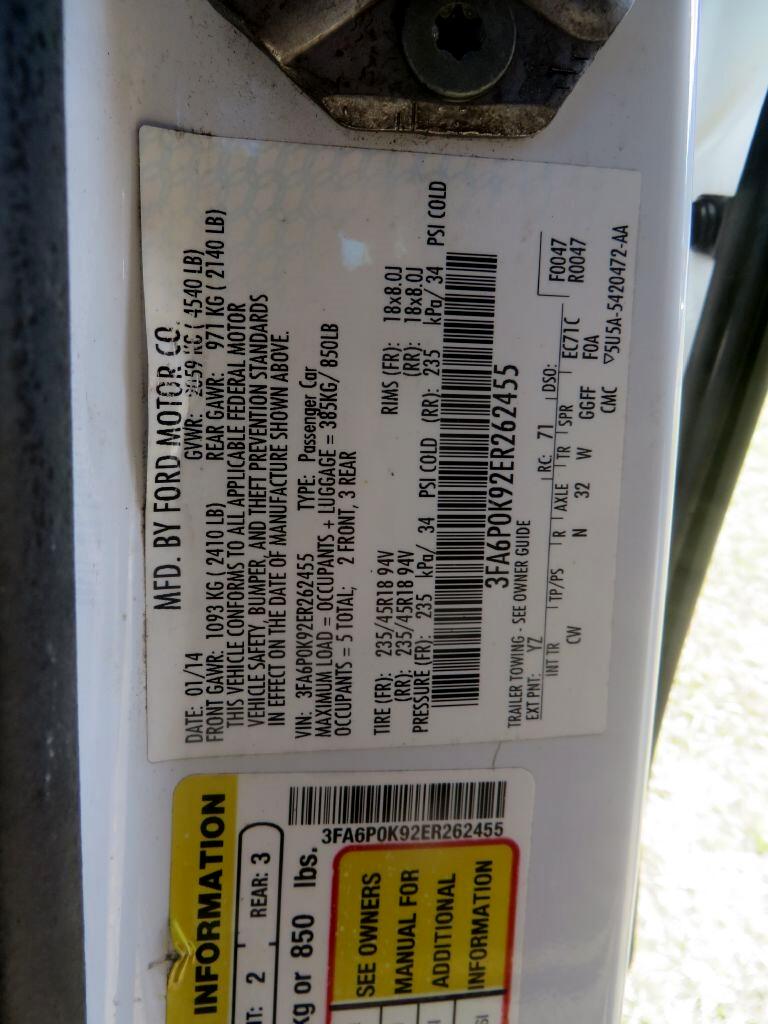 MFD. BY FORD MOTOR CO.
DATE: 01/14 GVWR: 2059 KG ( 4540 LB)
FRONT GAWR: 1093 KG ( 2410 LB) REAR GAWR: 971 KG ( 2140 LB)
THIS VEHICLE CONFORMS TO ALL APPLICABLE FEDERAL MOTOR
VEHICLE SAFETY, BUMPER, AND THEFT PREVENTION STANDARDS
IN EFFECT ON THE DATE OF MANUFACTURE SHOWN ABOVE.
VIN: 3FA6P0K92ER262455 TYPE: Passenger Car
MAXIMUM LOAD = OCCUPANTS + LUGGAGE = 385KG/ 850LB
OCCUPANTS = 5 TOTAL; 2 FRONT, 3 REAR
TIRE (FR): 235/45R18 94V RIMS (FR): 18x8.0J
(RR): 235/45R18 94V (RR): 18x8.0J
PRESSURE (FR): 235 kPa/ 34 PSI COLD (RR): 235 kPa/ 34 PSI COLD
3FA6P0K92ER262455
TRAILER TOWING - SEE OWNER GUIDE
EXT PNT: YZ RC: 71 DSO: F0047
R0047
INT TR TP/PS R AXLE TR SPR EC71C
CW N 32 W GGFF FOA
CMC ▽5U5A-5420472-AA
INFORMATION
2 REAR: 3
kg or 850 lbs.
3FA6P0K92ER262455
SEE OWNERS
MANUAL FOR
ADDITIONAL
INFORMATION